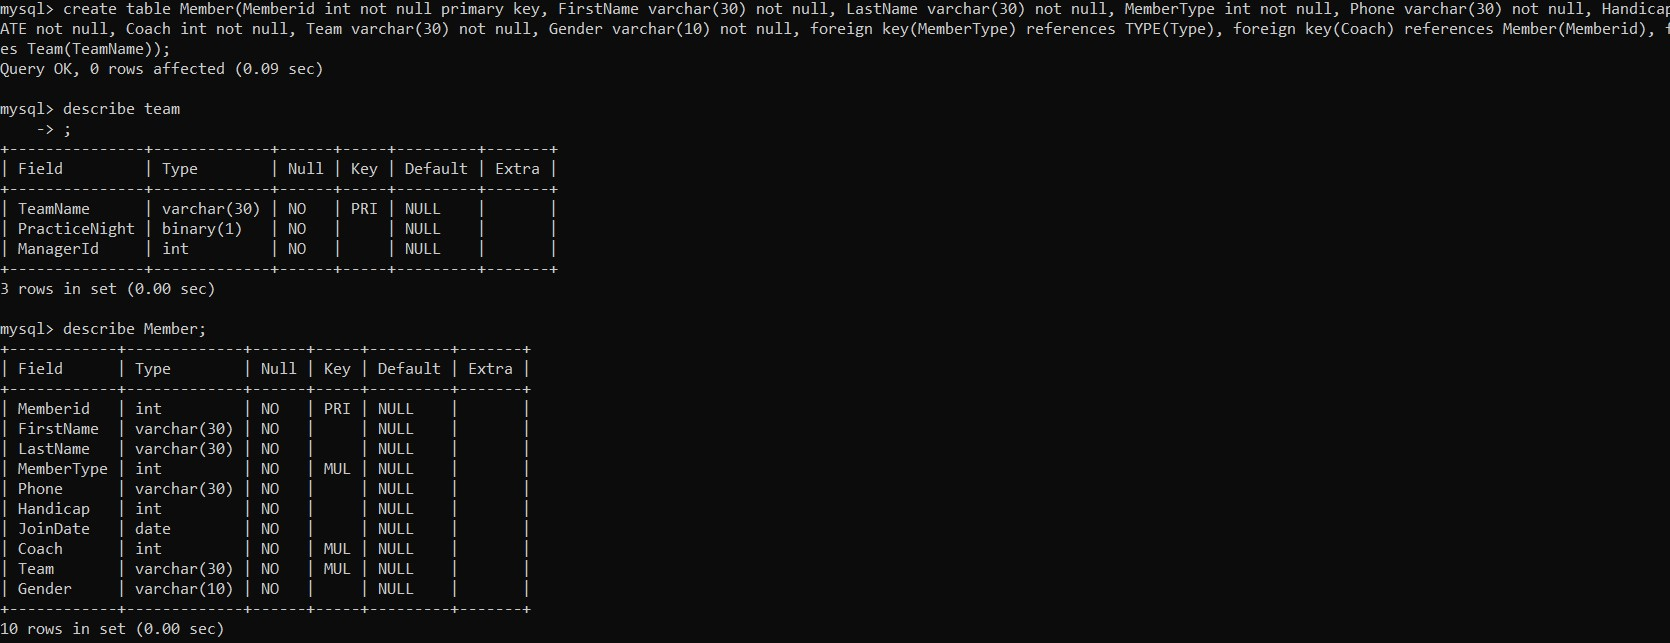 mysql> create table Member(Memberid int not null primary key, FirstName varchar(30) not null, LastName varchar(30) not null, MemberType int not null, Phone varchar(30) not null, Handicap
ATE not null, Coach int not null, Team varchar(30) not null, Gender varchar(10) not null, foreign key(MemberType) references TYPE(Type), foreign key(Coach) references Member(Memberid), f
es Team(TeamName));
Query OK, 0 rows affected (0.09 sec)
mysql> describe team
    -> ;
+--------------+-------------+------+-----+---------+-------+
| Field        | Type        | Null | Key | Default | Extra |
+--------------+-------------+------+-----+---------+-------+
| TeamName     | varchar(30) | NO   | PRI | NULL    |       |
| PracticeNight | binary(1)   | NO   |     | NULL    |       |
| ManagerId    | int         | NO   |     | NULL    |       |
+--------------+-------------+------+-----+---------+-------+
3 rows in set (0.00 sec)
mysql> describe Member;
+------------+-------------+------+-----+---------+-------+
| Field      | Type        | Null | Key | Default | Extra |
+------------+-------------+------+-----+---------+-------+
| Memberid   | int         | NO   | PRI | NULL    |       |
| FirstName  | varchar(30) | NO   |     | NULL    |       |
| LastName   | varchar(30) | NO   |     | NULL    |       |
| MemberType | int         | NO   | MUL | NULL    |       |
| Phone      | varchar(30) | NO   |     | NULL    |       |
| Handicap   | int         | NO   |     | NULL    |       |
| JoinDate   | date        | NO   |     | NULL    |       |
| Coach      | int         | NO   | MUL | NULL    |       |
| Team       | varchar(30) | NO   | MUL | NULL    |       |
| Gender     | varchar(10) | NO   |     | NULL    |       |
+------------+-------------+------+-----+---------+-------+
10 rows in set (0.00 sec)